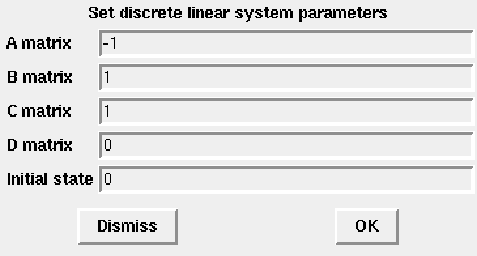 Set discrete linear system parameters
A matrix -1
B matrix 1
C matrix 1
D matrix 0
Initial state 0
Dismiss OK